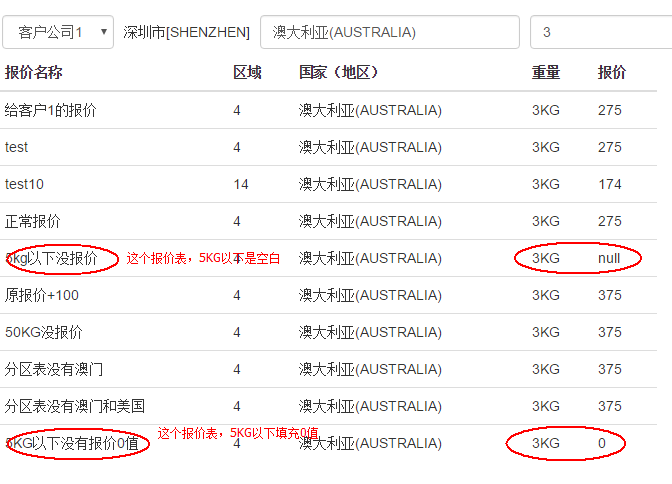 客户公司1 深圳市[SHENZHEN] 澳大利亚(AUSTRALIA) 3
报价名称 区域 国家（地区） 重量 报价
给客户1的报价 4 澳大利亚(AUSTRALIA) 3KG 275
test 4 澳大利亚(AUSTRALIA) 3KG 275
test10 14 澳大利亚(AUSTRALIA) 3KG 174
正常报价 4 澳大利亚(AUSTRALIA) 3KG 275
5kg以下没报价 这个报价表，5KG以下是空白 4 澳大利亚(AUSTRALIA) 3KG null
原报价+100 4 澳大利亚(AUSTRALIA) 3KG 375
50KG没报价 4 澳大利亚(AUSTRALIA) 3KG 375
分区表没有澳门 4 澳大利亚(AUSTRALIA) 3KG 375
分区表没有澳门和美国 4 澳大利亚(AUSTRALIA) 3KG 375
这个报价表，5KG以下填充0值
5KG以下没有报价0值 4 澳大利亚(AUSTRALIA) 3KG 0